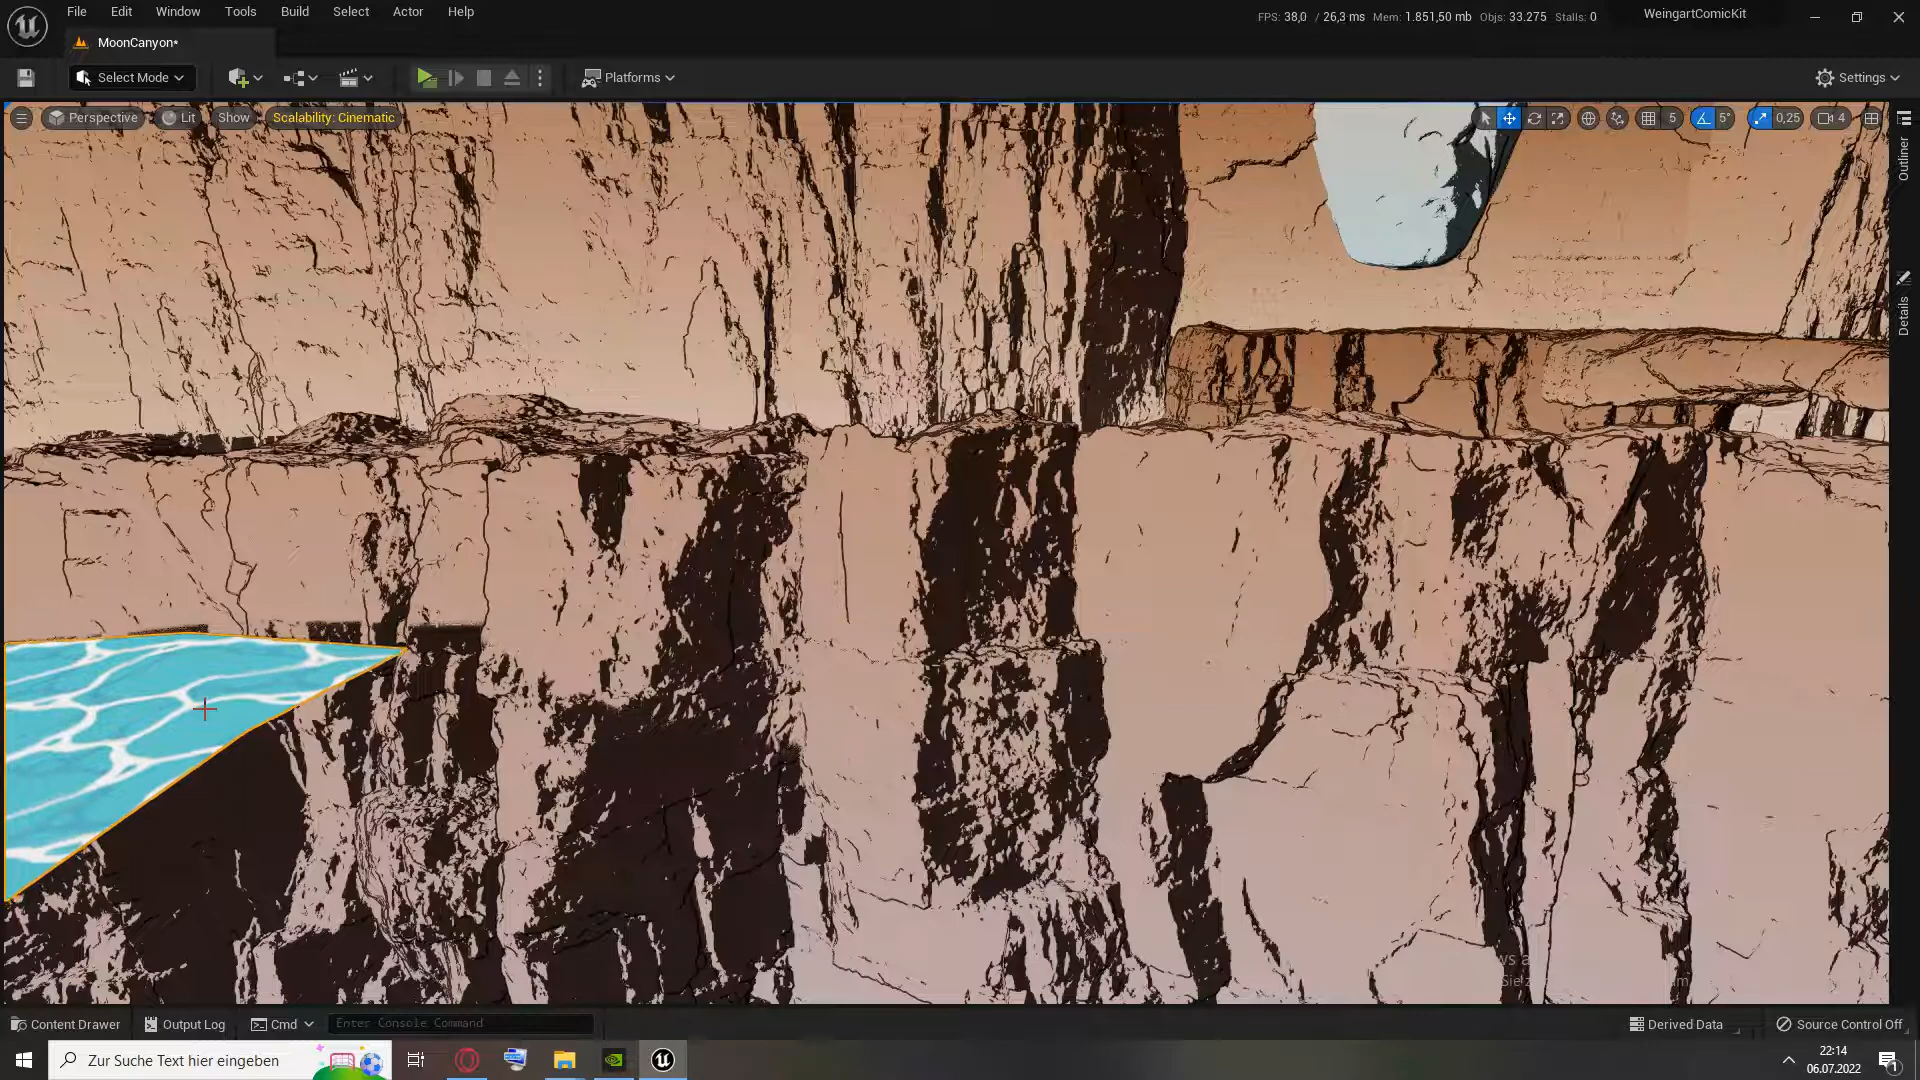 File Edit Window Tools Build Select Actor Help
FPS: 38,0 / 26,3 ms Mem: 1.851,50 mb Objs: 33.275 Stalls: 0
WeingartComicKit
MoonCanyon*
Select Mode
Platforms
Settings
Perspective Lit Show Scalability: Cinematic
5 5° 0,25 4
Outliner
Details
Content Drawer Output Log Cmd Enter Console Command
Derived Data Source Control Off
Zur Suche Text hier eingeben
22:14
06.07.2022
1